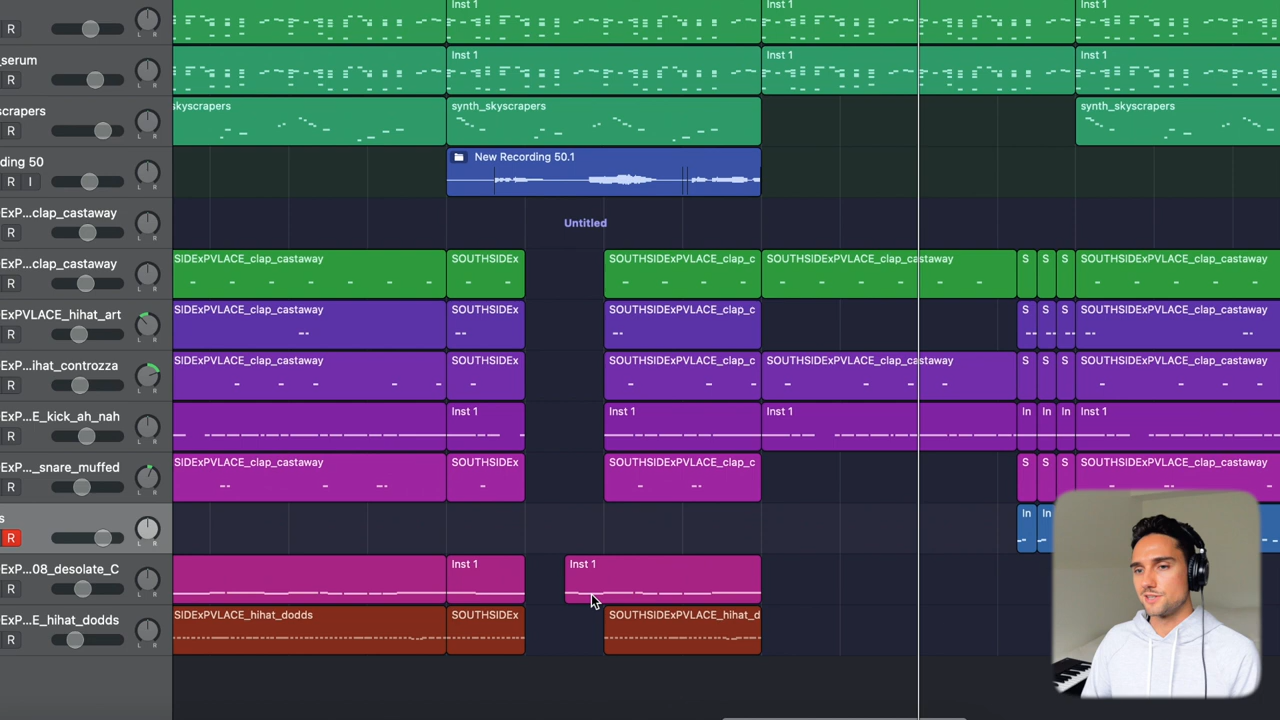 Inst 1
Inst 1
Inst 1
R
serum
Inst 1
Inst 1
Inst 1
R
scrapers
skyscrapers
synth_skyscrapers
synth_skyscrapers
R
ding 50
New Recording 50.1
R I
ExP...clap_castaway
Untitled
R
ExP...clap_castaway
SIDExPVLACE_clap_castaway
SOUTHSIDEx
SOUTHSIDExPVLACE_clap_c
SOUTHSIDExPVLACE_clap_castaway
S
S
S
SOUTHSIDExPVLACE_clap_castaway
R
ExPVLACE_hihat_art
SIDExPVLACE_clap_castaway
SOUTHSIDEx
SOUTHSIDExPVLACE_clap_c
S
S
S
SOUTHSIDExPVLACE_clap_castaway
R
ExP...ihat_controzza
SIDExPVLACE_clap_castaway
SOUTHSIDEx
SOUTHSIDExPVLACE_clap_c
SOUTHSIDExPVLACE_clap_castaway
S
S
S
SOUTHSIDExPVLACE_clap_castaway
R
ExP...E_kick_ah_nah
Inst 1
Inst 1
Inst 1
In
In
In
Inst 1
R
ExP..._snare_muffed
SIDExPVLACE_clap_castaway
SOUTHSIDEx
SOUTHSIDExPVLACE_clap_c
S
S
S
SOUTHSIDExPVLACE_clap_castaway
R
s
In
In
R
ExP...08_desolate_C
Inst 1
Inst 1
R
ExP...E_hihat_dodds
SIDExPVLACE_hihat_dodds
SOUTHSIDEx
SOUTHSIDExPVLACE_hihat_d
R